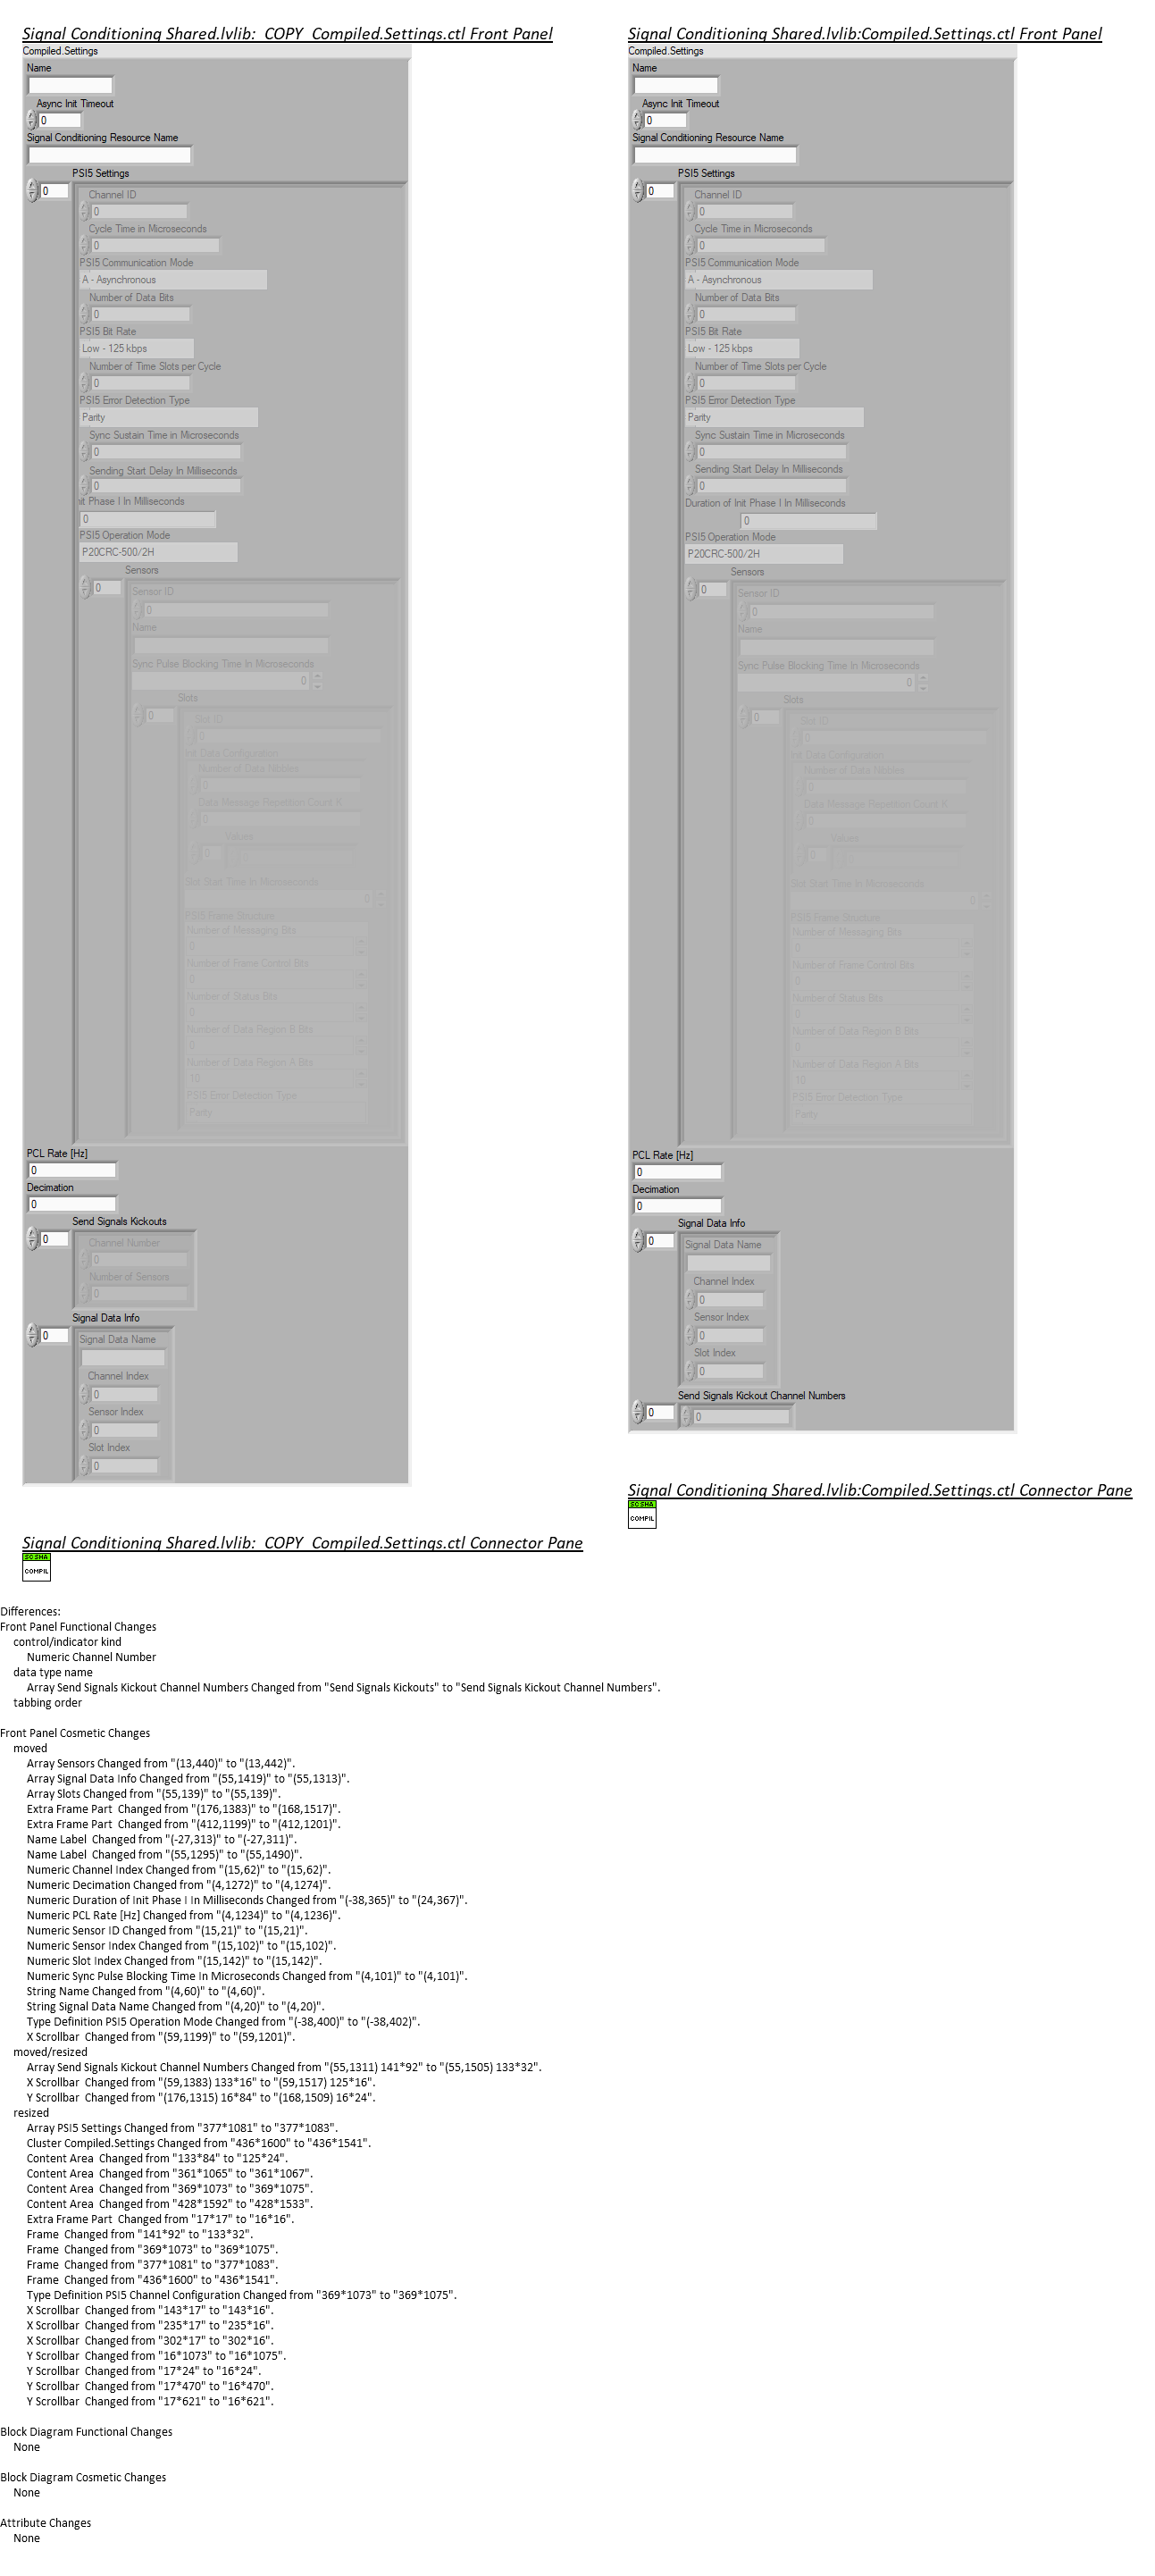 Signal Conditioning Shared.lvlib:_COPY_Compiled.Settings.ctl Front Panel
Compiled.Settings
Name
Async Init Timeout
0
Signal Conditioning Resource Name
PSI5 Settings
0
Channel ID
0
Cycle Time in Microseconds
0
PSI5 Communication Mode
A - Asynchronous
Number of Data Bits
0
PSI5 Bit Rate
Low - 125 kbps
Number of Time Slots per Cycle
0
PSI5 Error Detection Type
Parity
Sync Sustain Time in Microseconds
0
Sending Start Delay In Milliseconds
0
it Phase I In Milliseconds
0
PSI5 Operation Mode
P20CRC-500/2H
Sensors
0
Sensor ID
0
Name
Sync Pulse Blocking Time In Microseconds
0
Slots
0
Slot ID
0
Init Data Configuration
Number of Data Nibbles
0
Data Message Repetition Count K
0
Values
0
0
Slot Start Time In Microseconds
0
PSI5 Frame Structure
Number of Messaging Bits
0
Number of Frame Control Bits
0
Number of Status Bits
0
Number of Data Region B Bits
0
Number of Data Region A Bits
10
PSI5 Error Detection Type
Parity
PCL Rate [Hz]
0
Decimation
0
Send Signals Kickouts
0
Channel Number
0
Number of Sensors
0
Signal Data Info
0
Signal Data Name
Channel Index
0
Sensor Index
0
Slot Index
0
Signal Conditioning Shared.lvlib:_COPY_Compiled.Settings.ctl Connector Pane
SC SHA
COMPIL
Signal Conditioning Shared.lvlib:Compiled.Settings.ctl Front Panel
Compiled.Settings
Name
Async Init Timeout
0
Signal Conditioning Resource Name
PSI5 Settings
0
Channel ID
0
Cycle Time in Microseconds
0
PSI5 Communication Mode
A - Asynchronous
Number of Data Bits
0
PSI5 Bit Rate
Low - 125 kbps
Number of Time Slots per Cycle
0
PSI5 Error Detection Type
Parity
Sync Sustain Time in Microseconds
0
Sending Start Delay In Milliseconds
0
Duration of Init Phase I In Milliseconds
0
PSI5 Operation Mode
P20CRC-500/2H
Sensors
0
Sensor ID
0
Name
Sync Pulse Blocking Time In Microseconds
0
Slots
0
Slot ID
0
Init Data Configuration
Number of Data Nibbles
0
Data Message Repetition Count K
0
Values
0
Slot Start Time In Microseconds
0
PSI5 Frame Structure
Number of Messaging Bits
0
Number of Frame Control Bits
0
Number of Status Bits
0
Number of Data Region B Bits
0
Number of Data Region A Bits
10
PSI5 Error Detection Type
Parity
PCL Rate [Hz]
0
Decimation
0
Signal Data Info
0
Signal Data Name
Channel Index
0
Sensor Index
0
Slot Index
0
Send Signals Kickout Channel Numbers
0
0
Signal Conditioning Shared.lvlib:Compiled.Settings.ctl Connector Pane
SC SHA
COMPIL
Differences:
Front Panel Functional Changes
control/indicator kind
Numeric Channel Number
data type name
Array Send Signals Kickout Channel Numbers Changed from "Send Signals Kickouts" to "Send Signals Kickout Channel Numbers".
tabbing order
Front Panel Cosmetic Changes
moved
Array Sensors Changed from "(13,440)" to "(13,442)".
Array Signal Data Info Changed from "(55,1419)" to "(55,1313)".
Array Slots Changed from "(55,139)" to "(55,139)".
Extra Frame Part  Changed from "(176,1383)" to "(168,1517)".
Extra Frame Part  Changed from "(412,1199)" to "(412,1201)".
Name Label  Changed from "(-27,313)" to "(-27,311)".
Name Label  Changed from "(55,1295)" to "(55,1490)".
Numeric Channel Index Changed from "(15,62)" to "(15,62)".
Numeric Decimation Changed from "(4,1272)" to "(4,1274)".
Numeric Duration of Init Phase I In Milliseconds Changed from "(-38,365)" to "(24,367)".
Numeric PCL Rate [Hz] Changed from "(4,1234)" to "(4,1236)".
Numeric Sensor ID Changed from "(15,21)" to "(15,21)".
Numeric Sensor Index Changed from "(15,102)" to "(15,102)".
Numeric Slot Index Changed from "(15,142)" to "(15,142)".
Numeric Sync Pulse Blocking Time In Microseconds Changed from "(4,101)" to "(4,101)".
String Name Changed from "(4,60)" to "(4,60)".
String Signal Data Name Changed from "(4,20)" to "(4,20)".
Type Definition PSI5 Operation Mode Changed from "(-38,400)" to "(-38,402)".
X Scrollbar  Changed from "(59,1199)" to "(59,1201)".
moved/resized
Array Send Signals Kickout Channel Numbers Changed from "(55,1311) 141*92" to "(55,1505) 133*32".
X Scrollbar  Changed from "(59,1383) 133*16" to "(59,1517) 125*16".
Y Scrollbar  Changed from "(176,1315) 16*84" to "(168,1509) 16*24".
resized
Array PSI5 Settings Changed from "377*1081" to "377*1083".
Cluster Compiled.Settings Changed from "436*1600" to "436*1541".
Content Area  Changed from "133*84" to "125*24".
Content Area  Changed from "361*1065" to "361*1067".
Content Area  Changed from "369*1073" to "369*1075".
Content Area  Changed from "428*1592" to "428*1533".
Extra Frame Part  Changed from "17*17" to "16*16".
Frame  Changed from "141*92" to "133*32".
Frame  Changed from "369*1073" to "369*1075".
Frame  Changed from "377*1081" to "377*1083".
Frame  Changed from "436*1600" to "436*1541".
Type Definition PSI5 Channel Configuration Changed from "369*1073" to "369*1075".
X Scrollbar  Changed from "143*17" to "143*16".
X Scrollbar  Changed from "235*17" to "235*16".
X Scrollbar  Changed from "302*17" to "302*16".
Y Scrollbar  Changed from "16*1073" to "16*1075".
Y Scrollbar  Changed from "17*24" to "16*24".
Y Scrollbar  Changed from "17*470" to "16*470".
Y Scrollbar  Changed from "17*621" to "16*621".
Block Diagram Functional Changes
None
Block Diagram Cosmetic Changes
None
Attribute Changes
None